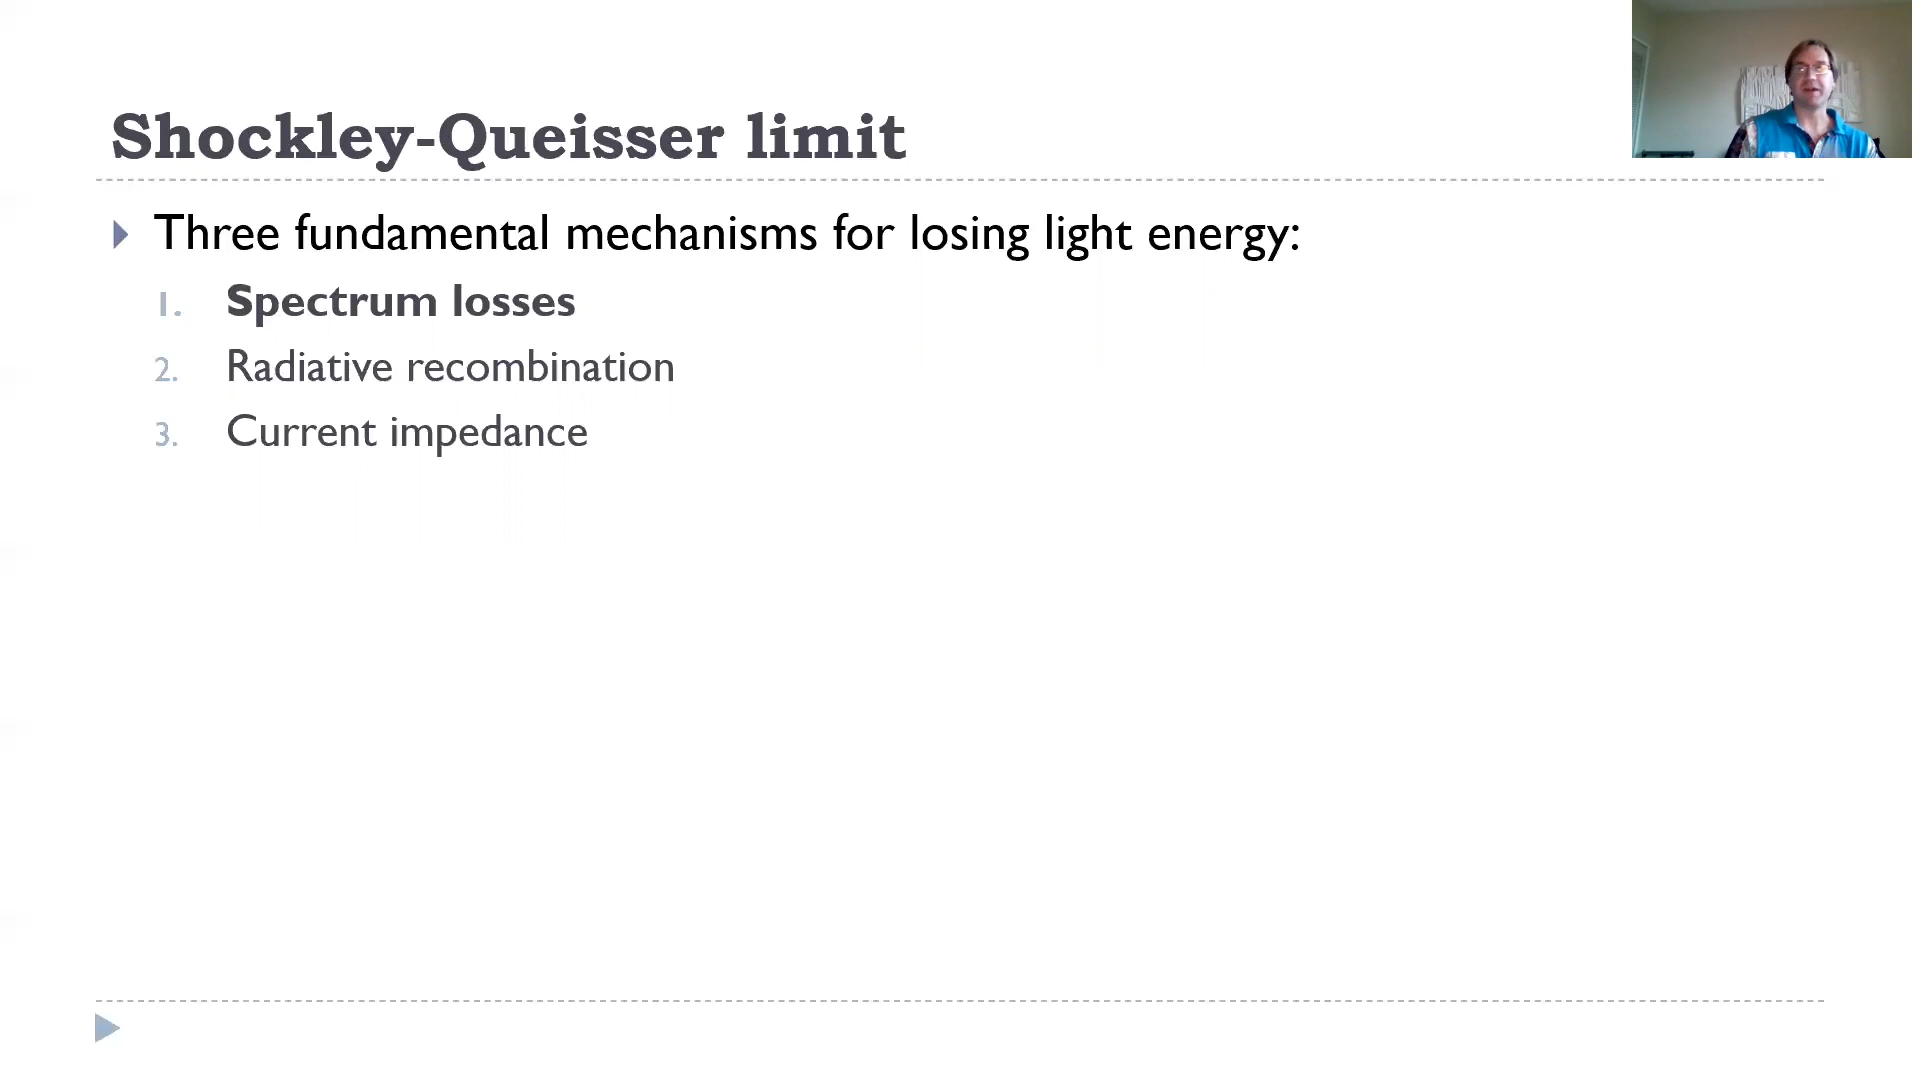 Shockley-Queisser limit
Three fundamental mechanisms for losing light energy:
1. Spectrum losses
2. Radiative recombination
3. Current impedance